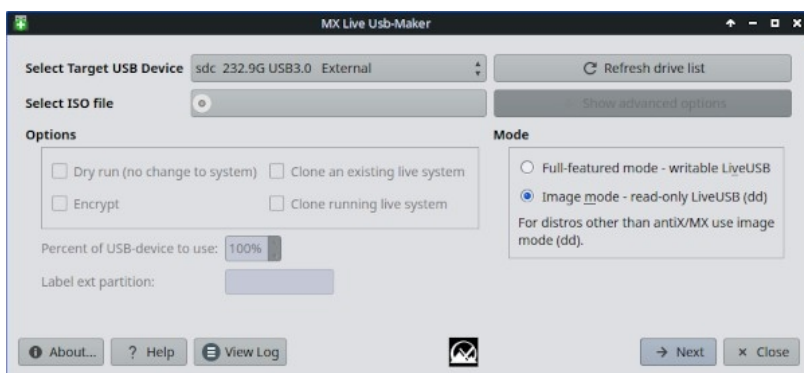 MX Live Usb-Maker
Select Target USB Device sdc 232.9G USB3.0 External
Refresh drive list
Select ISO file
Show advanced options
Options
Mode
Dry run (no change to system) Clone an existing live system
Encrypt Clone running live system
Percent of USB-device to use: 100%
Label ext partition:
Full-featured mode - writable LiveUSB
Image mode - read-only LiveUSB (dd)
For distros other than antiX/MX use image
mode (dd).
About... ? Help View Log
Next Close